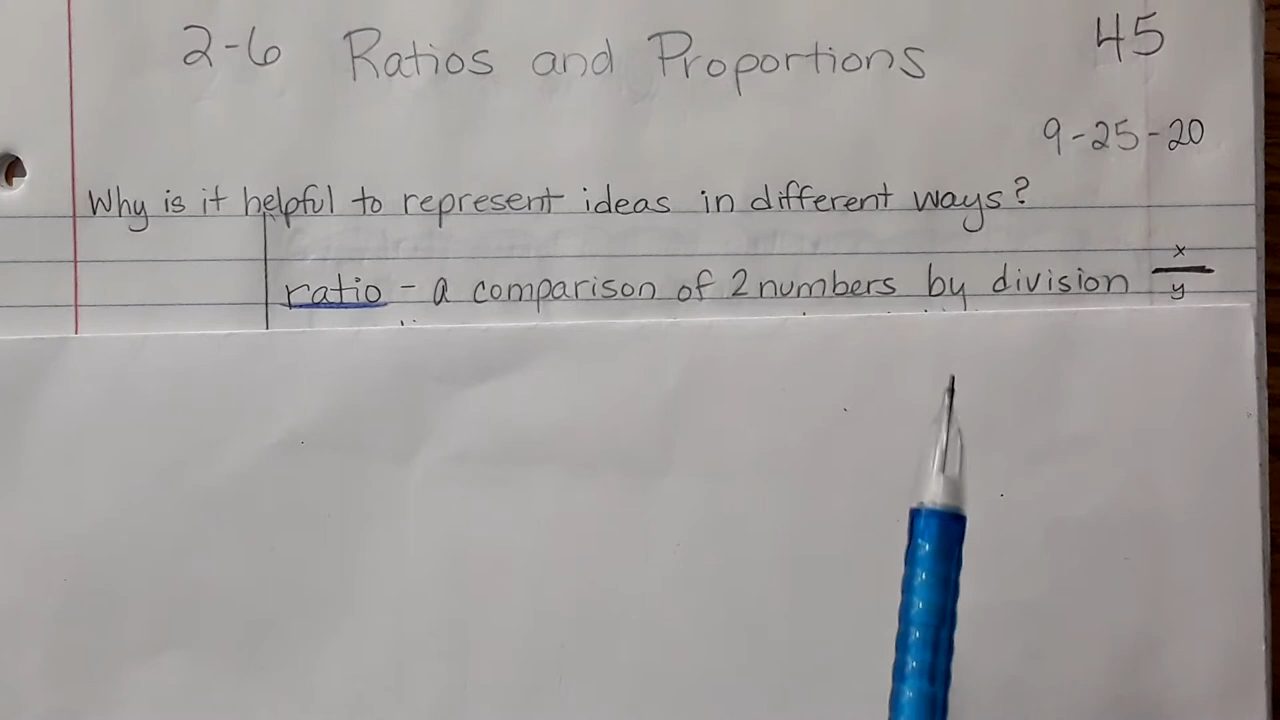 2-6 Ratios and Proportions 45
9-25-20
Why is it helpful to represent ideas in different ways?
ratio - a comparison of 2 numbers by division x/y